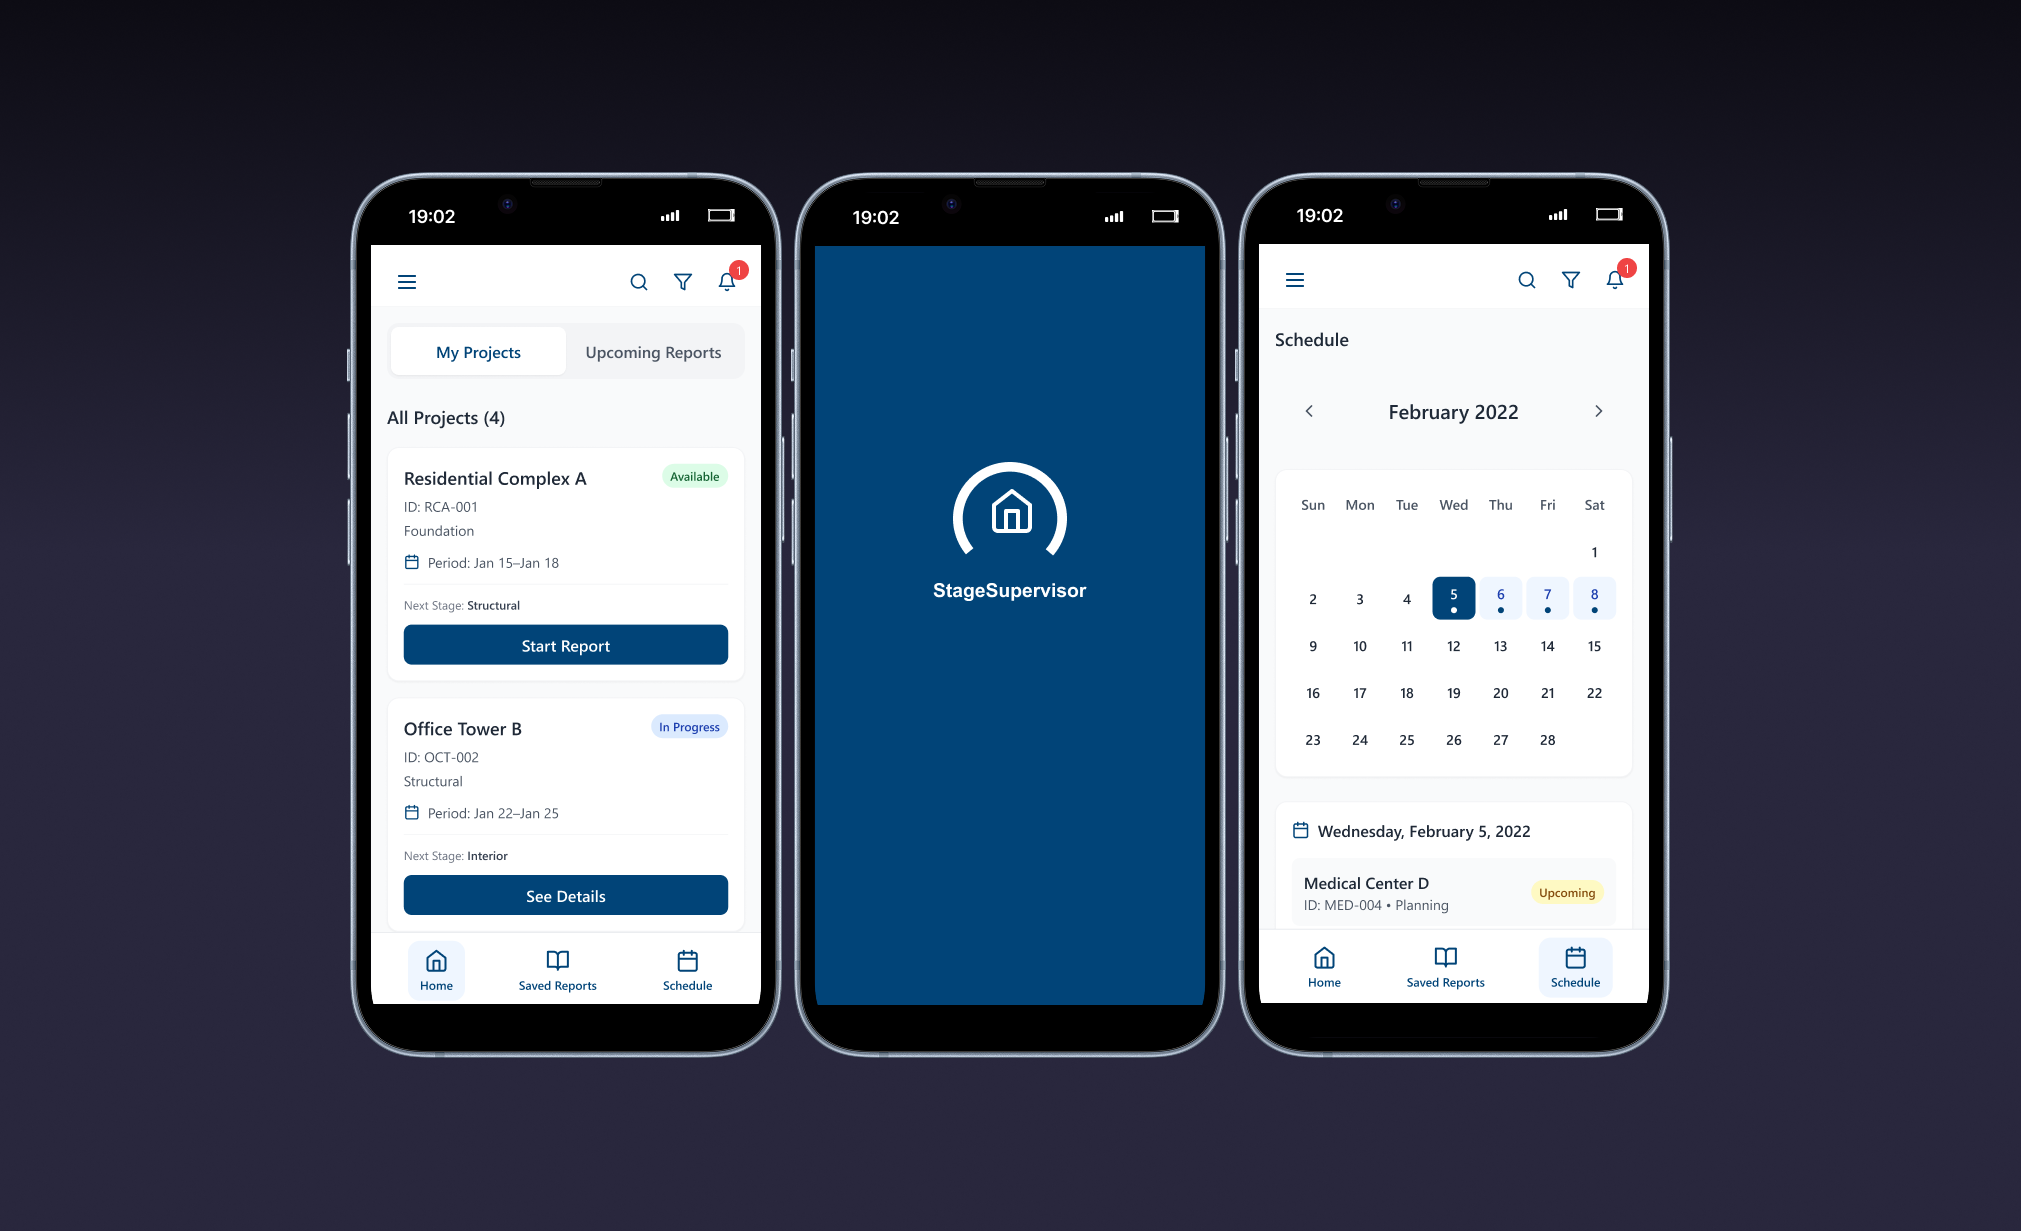 19:02
1
My Projects Upcoming Reports
All Projects (4)
Residential Complex A Available
ID: RCA-001
Foundation
Period: Jan 15–Jan 18
Next Stage: Structural
Start Report
Office Tower B In Progress
ID: OCT-002
Structural
Period: Jan 22–Jan 25
Next Stage: Interior
See Details
Home Saved Reports Schedule
19:02
StageSupervisor
19:02
1
Schedule
February 2022
Sun Mon Tue Wed Thu Fri Sat
1
2 3 4 5 6 7 8
9 10 11 12 13 14 15
16 17 18 19 20 21 22
23 24 25 26 27 28
Wednesday, February 5, 2022
Medical Center D Upcoming
ID: MED-004 • Planning
Home Saved Reports Schedule